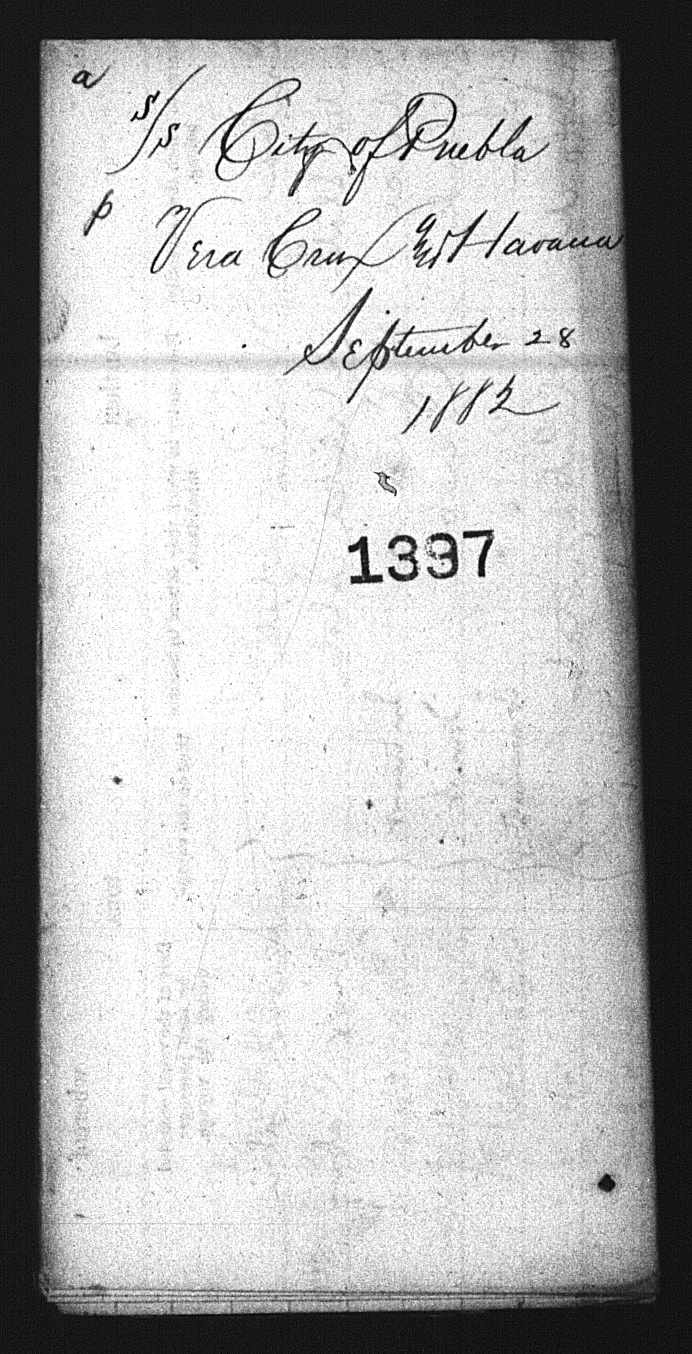 a
S/S City of Puebla
p Vera Cruz & Havana
September 28
1882
1397